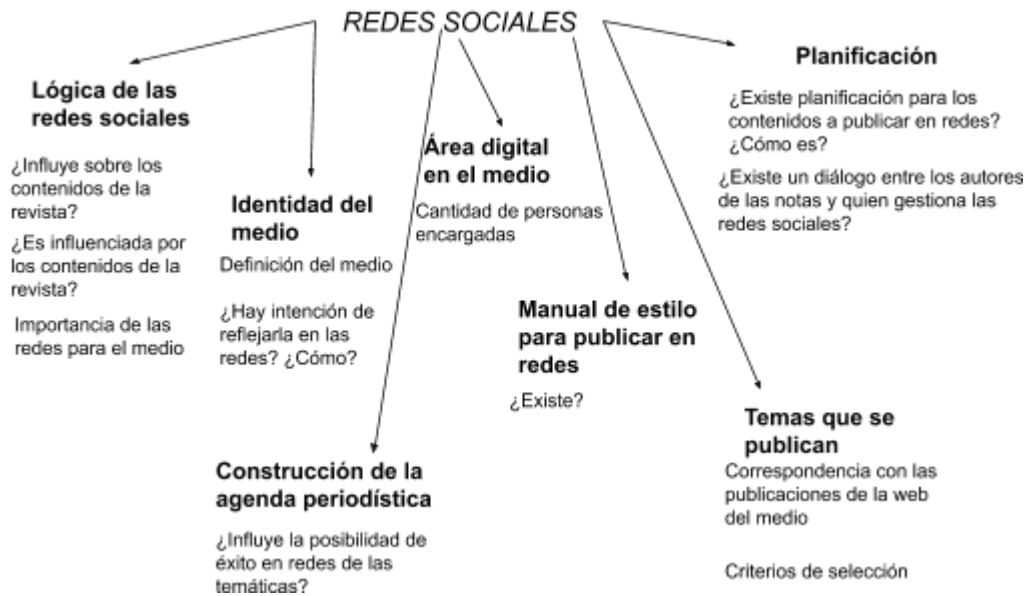 REDES SOCIALES
Lógica de las
redes sociales
¿Influye sobre los
contenidos de la
revista?
¿Es influenciada por
los contenidos de la
revista?
Importancia de las
redes para el medio
Identidad del
medio
Definición del medio
¿Hay intención de
reflejarla en las
redes? ¿Cómo?
Construcción de la
agenda periodística
¿Influye la posibilidad de
éxito en redes de las
temáticas?
Área digital
en el medio
Cantidad de personas
encargadas
Manual de estilo
para publicar en
redes
¿Existe?
Planificación
¿Existe planificación para los
contenidos a publicar en redes?
¿Cómo es?
¿Existe un diálogo entre los autores
de las notas y quien gestiona las
redes sociales?
Temas que se
publican
Correspondencia con las
publicaciones de la web
del medio
Criterios de selección